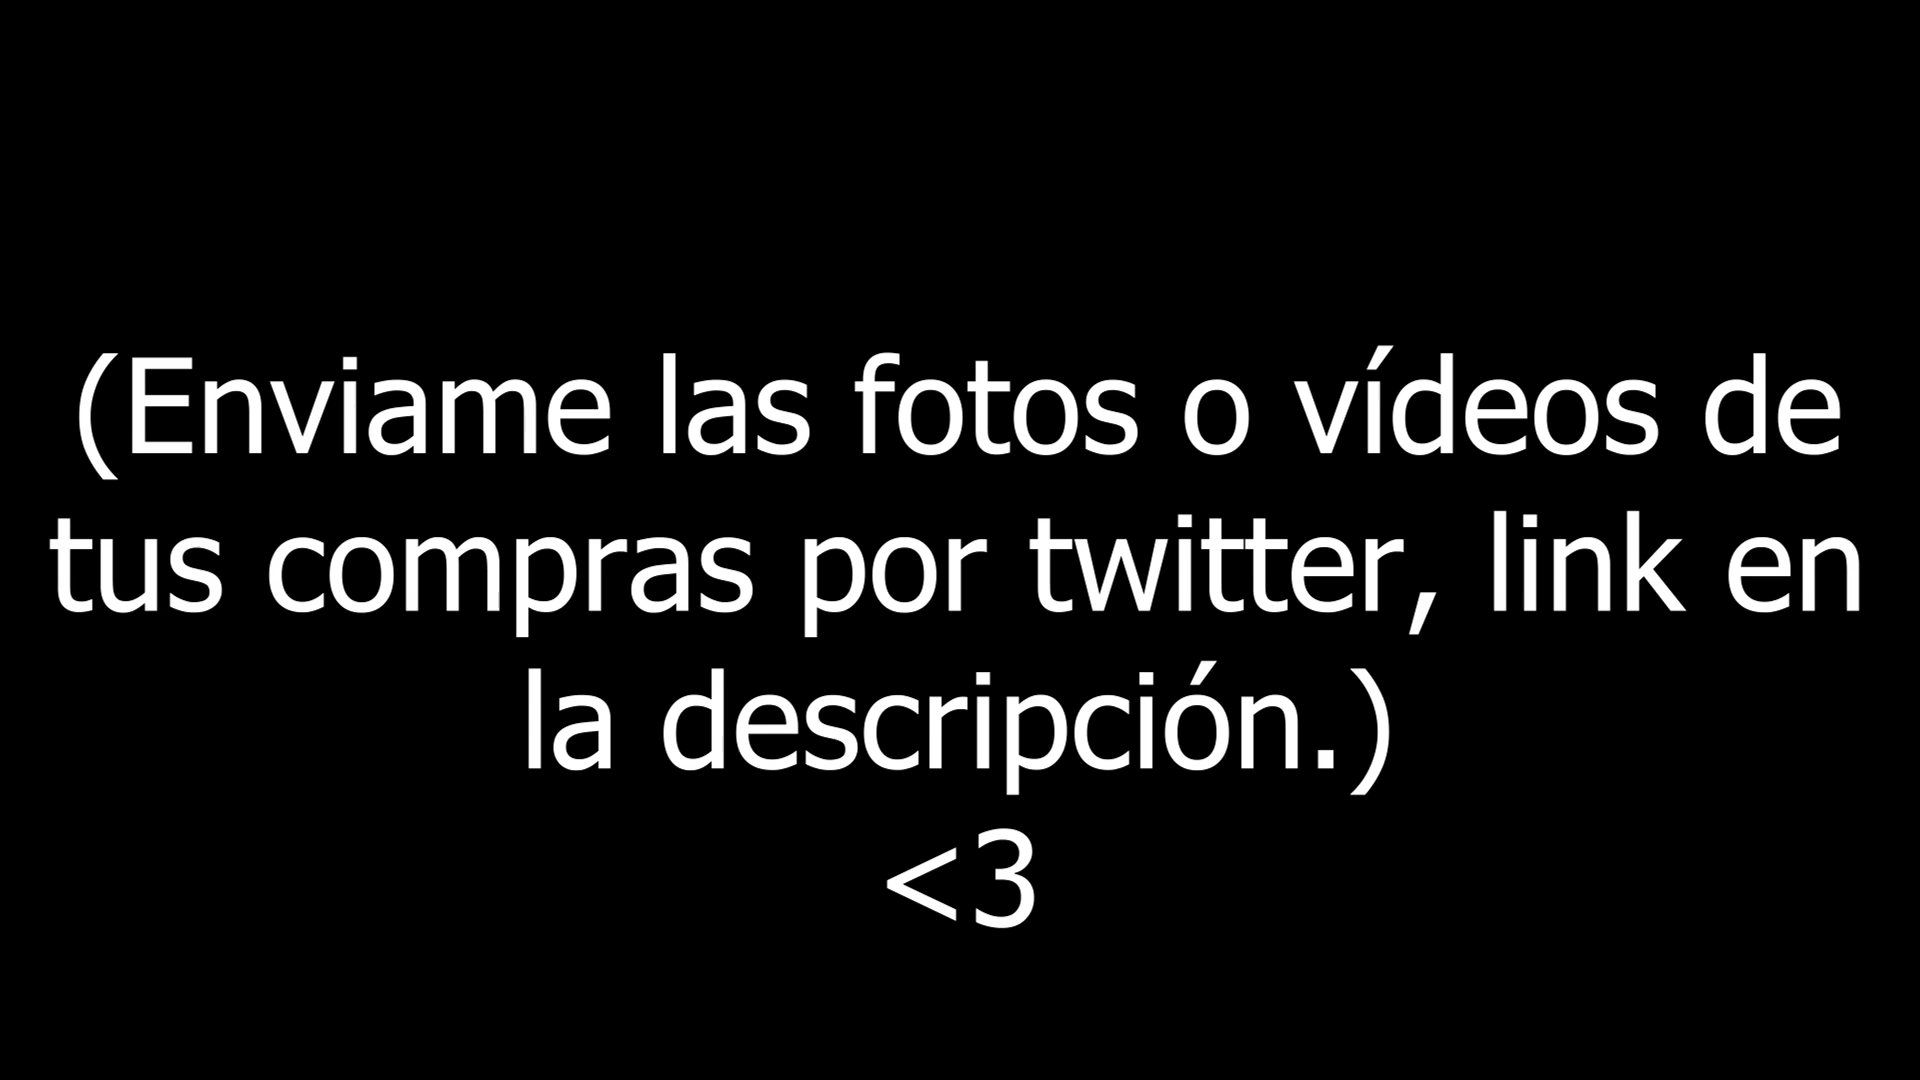 (Enviame las fotos o vídeos de
tus compras por twitter, link en
la descripción.)
<3